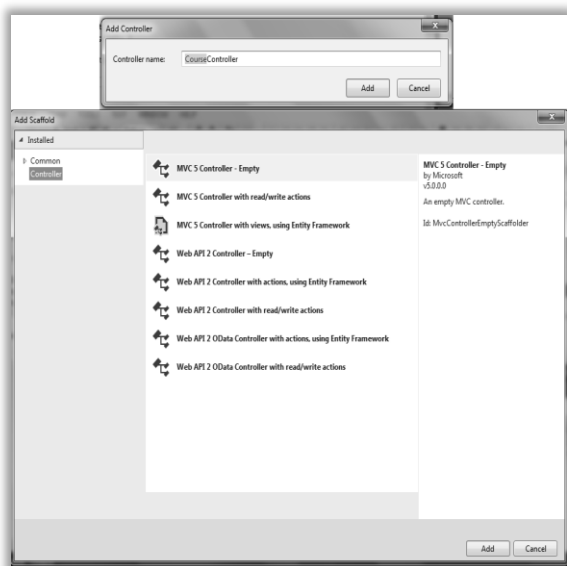 Add Controller
x
Controller name:
CourseController
Add
Cancel
Add Scaffold
x
Installed
Common
Controller
MVC 5 Controller - Empty
MVC 5 Controller with read/write actions
MVC 5 Controller with views, using Entity Framework
Web API 2 Controller – Empty
Web API 2 Controller with actions, using Entity Framework
Web API 2 Controller with read/write actions
Web API 2 OData Controller with actions, using Entity Framework
Web API 2 OData Controller with read/write actions
MVC 5 Controller - Empty
by Microsoft
v5.0.0.0
An empty MVC controller.
Id: MvcControllerEmptyScaffolder
Add
Cancel